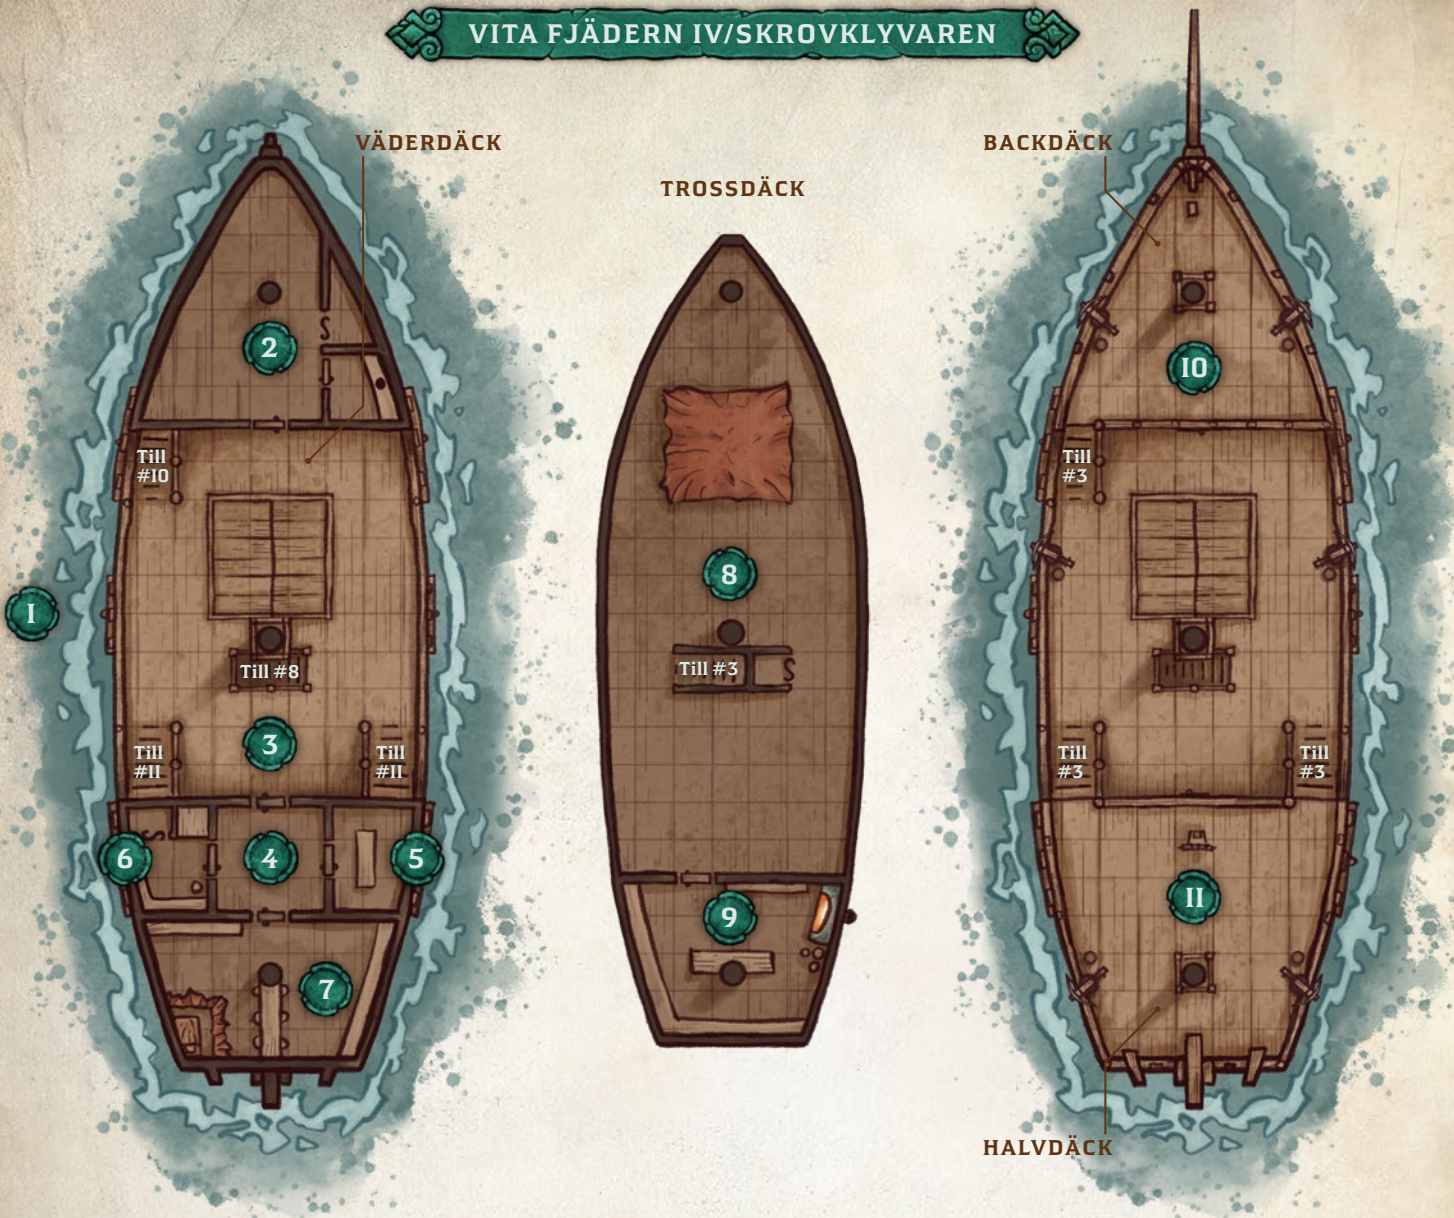 VITA FJÄDERN IV/SKROVKLYVAREN
VÄDERDÄCK
TROSSDÄCK
BACKDÄCK
2
Till
#10
1
Till #8
3
Till
#11
Till
#11
6
4
5
7
8
Till #3
S
9
10
Till
#3
Till
#3
Till
#3
11
HALVDÄCK
S
S